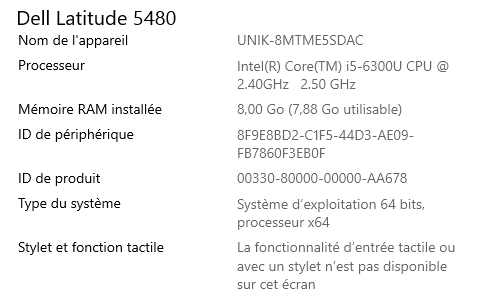 Dell Latitude 5480
Nom de l'appareil UNIK-8MTME5SDAC
Processeur Intel(R) Core(TM) i5-6300U CPU @
2.40GHz 2.50 GHz
Mémoire RAM installée 8,00 Go (7,88 Go utilisable)
ID de périphérique 8F9E8BD2-C1F5-44D3-AE09-
FB7860F3EB0F
ID de produit 00330-80000-00000-AA678
Type du système Système d'exploitation 64 bits,
processeur x64
Stylet et fonction tactile La fonctionnalité d'entrée tactile ou
avec un stylet n'est pas disponible
sur cet écran